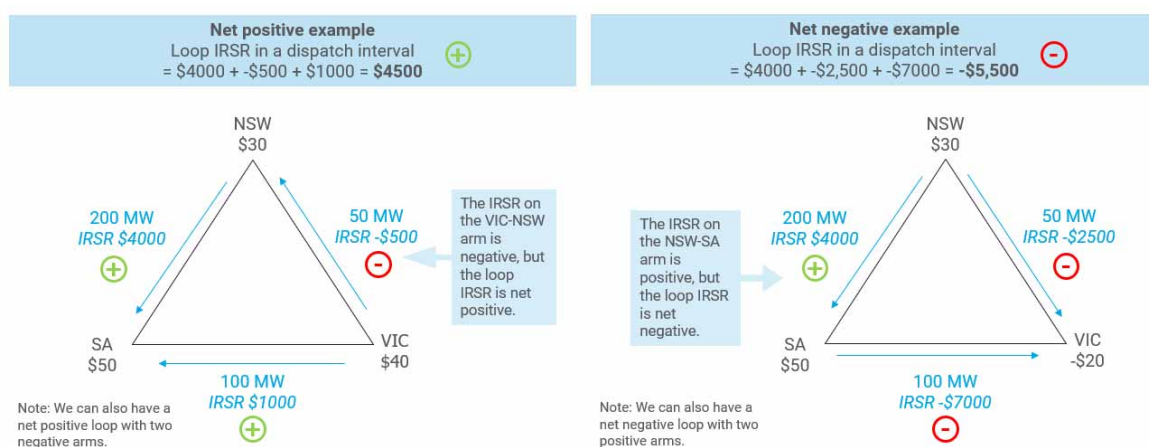 Net positive example
Loop IRSR in a dispatch interval
= $4000 + -$500 + $1000 = $4500
NSW
$30
200 MW
IRSR $4000
50 MW
IRSR -$500
The IRSR on
the VIC-NSW
arm is
negative, but
the loop
IRSR is net
positive.
SA
$50
VIC
$40
100 MW
IRSR $1000
Note: We can also have a
net positive loop with two
negative arms.
Net negative example
Loop IRSR in a dispatch interval
= $4000 + -$2,500 + -$7000 = -$5,500
NSW
$30
The IRSR on
the NSW-SA
arm is
positive, but
the loop IRSR
is net
negative.
200 MW
IRSR $4000
50 MW
IRSR -$2500
SA
$50
VIC
-$20
100 MW
IRSR -$7000
Note: We can also have a
net negative loop with two
positive arms.